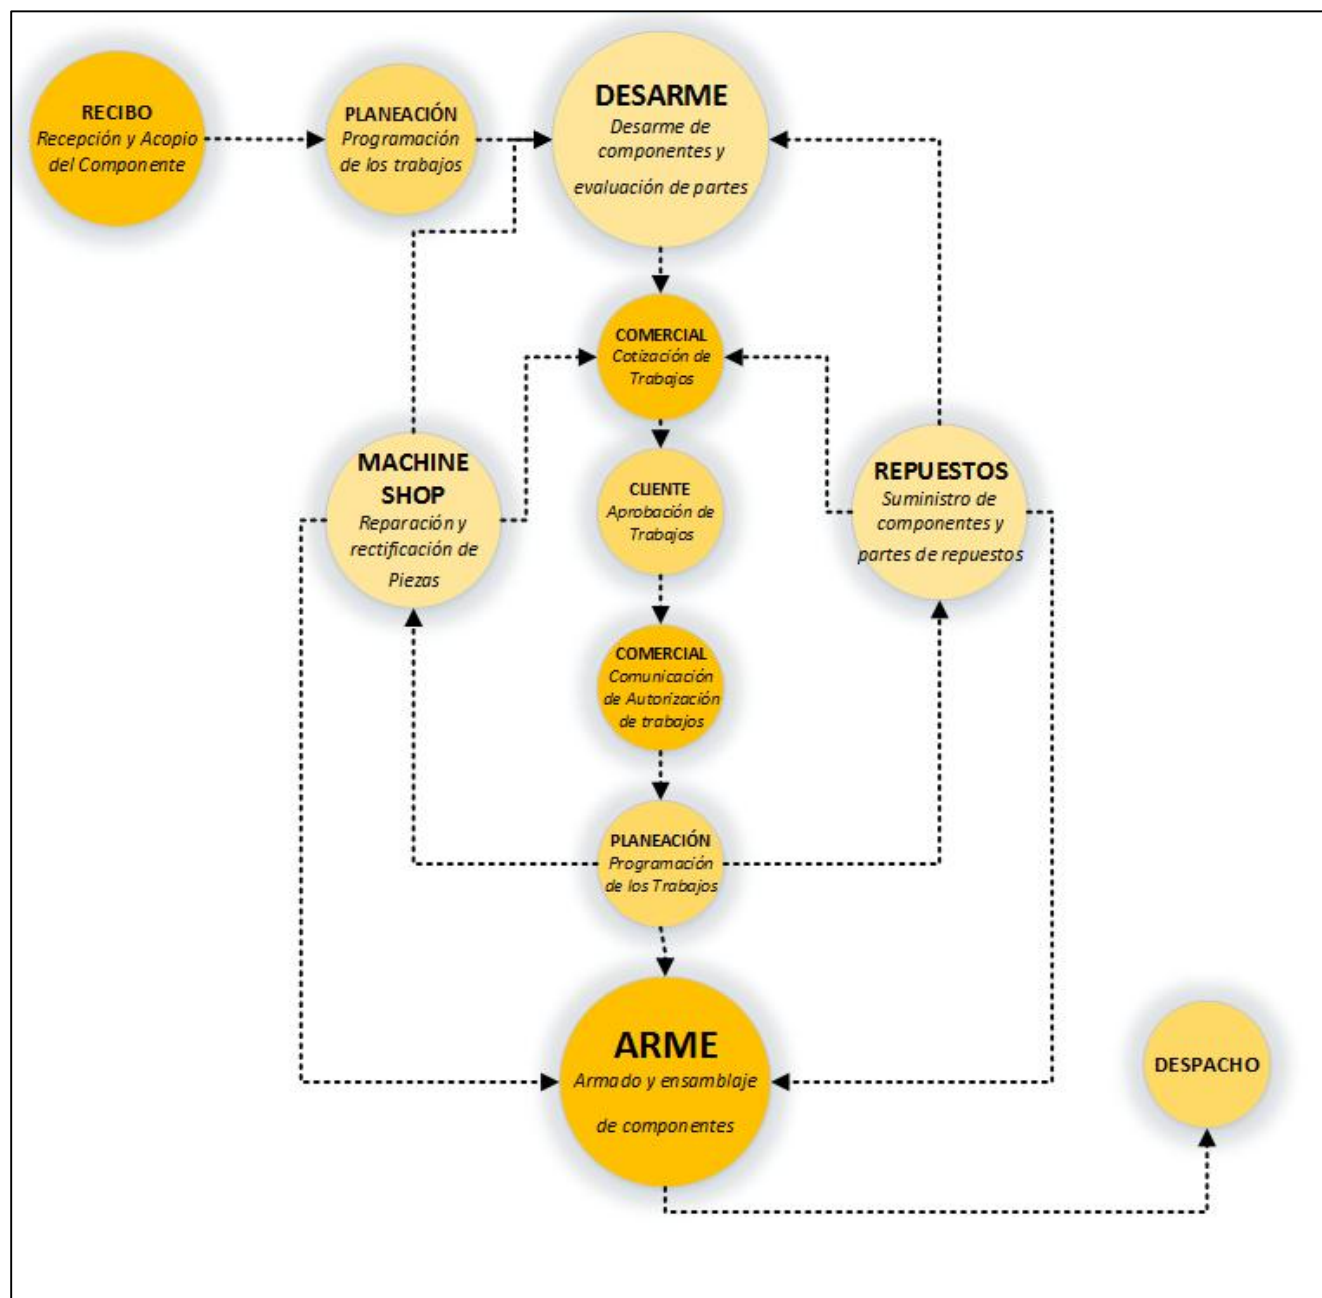 RECIBO
Recepción y Acopio
del Componente
PLANEACIÓN
Programación
de los trabajos
DESARME
Desarme de
componentes y
evaluación de partes
COMERCIAL
Cotización de
Trabajos
MACHINE
SHOP
Reparación y
rectificación de
Piezas
CLIENTE
Aprobación de
Trabajos
REPUESTOS
Suministro de
componentes y
partes de repuestos
COMERCIAL
Comunicación
de Autorización
de trabajos
PLANEACIÓN
Programación
de los Trabajos
ARME
Armado y ensamblaje
de componentes
DESPACHO